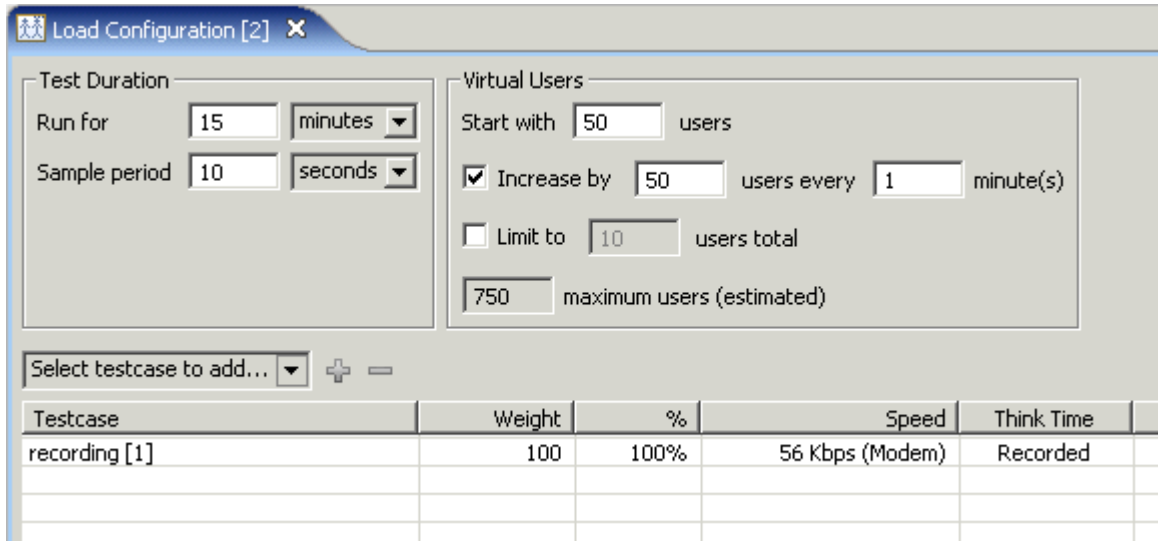 Load Configuration [2]
Test Duration
Run for 15 minutes
Sample period 10 seconds
Virtual Users
Start with 50 users
Increase by 50 users every 1 minute(s)
Limit to 10 users total
750 maximum users (estimated)
Select testcase to add...
Testcase Weight % Speed Think Time
recording [1] 100 100% 56 Kbps (Modem) Recorded